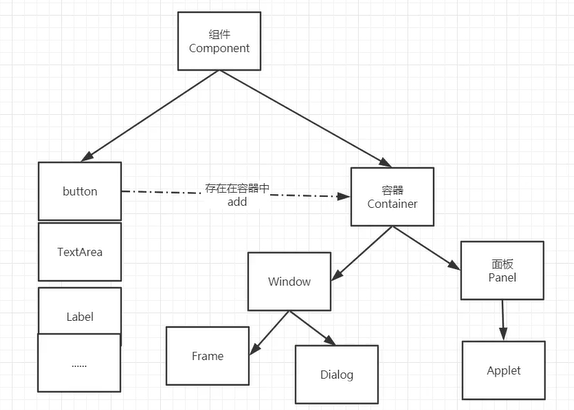 组件
Component
button
存在在容器中
add
容器
Container
TextArea
Window
面板
Panel
Label
Frame
......
Dialog
Applet